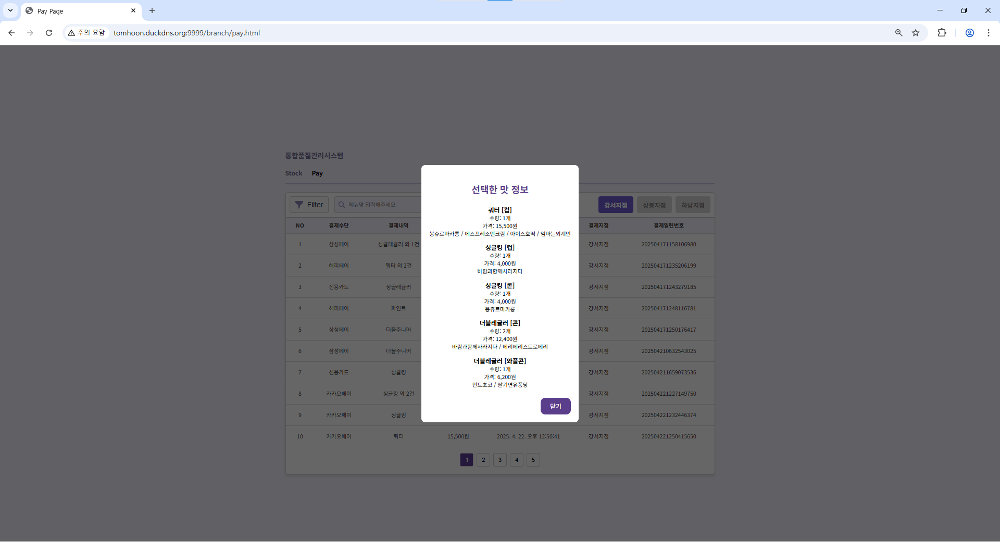 Pay Page
주의 요함
tomhoon.duckdns.org:9999/branch/pay.html
통합품질관리시스템
Stock Pay
Filter
메뉴명 입력해주세요
강서지점 상봉지점 하남지점
NO 결제수단 결제내역 결제지점 결제일련번호
1 삼성페이 싱글레귤러 외 1건 강서지점 202504171158106980
2 해피페이 쿼터 외 2건 강서지점 202504171235206199
3 신용카드 싱글레귤러 강서지점 202504171243279185
4 해피페이 파인트 강서지점 202504171248116781
5 삼성페이 더블주니어 강서지점 202504171250176417
6 삼성페이 더블주니어 강서지점 202504210632543025
7 신용카드 싱글킹 강서지점 202504211659073536
8 카카오페이 싱글킹 외 2건 강서지점 202504221227149750
9 카카오페이 싱글킹 강서지점 202504221232446374
10 카카오페이 쿼터 15,500원 2025. 4. 22. 오후 12:50:41 강서지점 202504221250415650
1 2 3 4 5
선택한 맛 정보
쿼터 [컵]
수량: 1개
가격: 15,500원
봉쥬르마카롱 / 에스프레소앤크림 / 아이스호떡 / 엄마는외계인
싱글킹 [컵]
수량: 1개
가격: 4,000원
바람과함께사라지다
싱글킹 [콘]
수량: 1개
가격: 4,000원
봉쥬르마카롱
더블레귤러 [콘]
수량: 2개
가격: 12,400원
바람과함께사라지다 / 베리베리스트로베리
더블레귤러 [와플콘]
수량: 1개
가격: 6,200원
민트초코 / 딸기연유퐁당
닫기